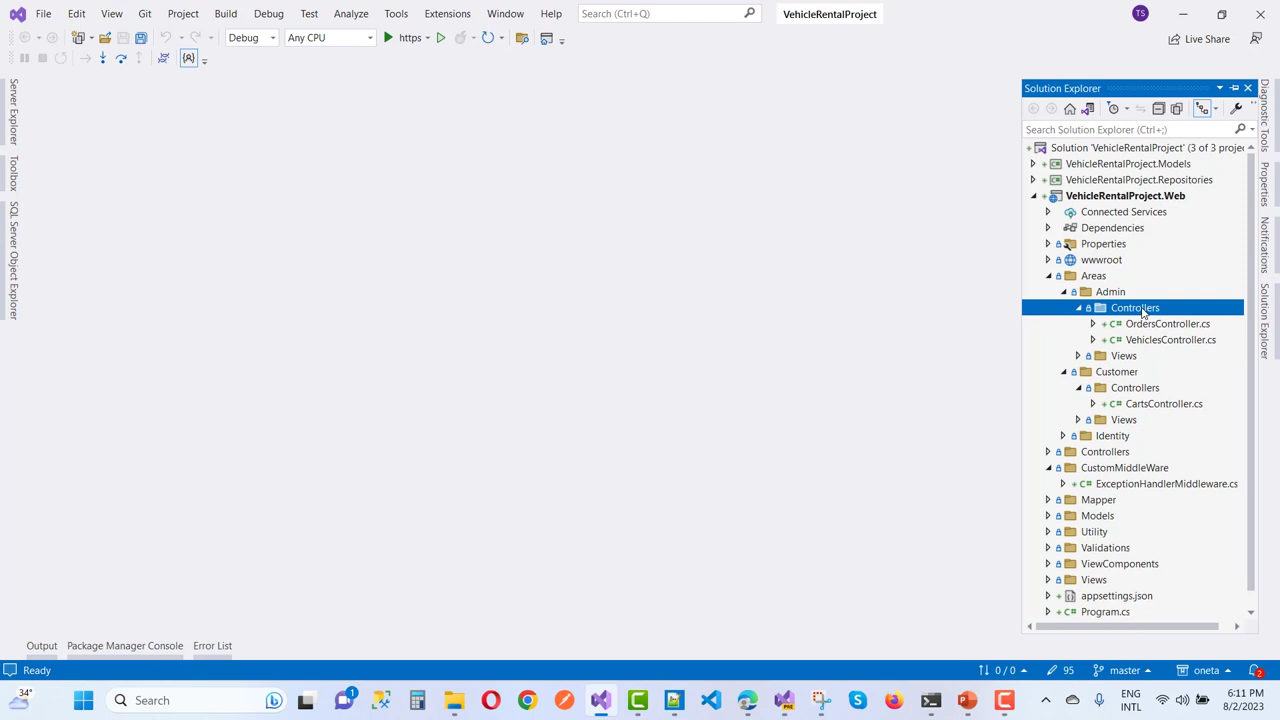 File Edit View Git Project Build Debug Test Analyze Tools Extensions Window Help Search (Ctrl+Q) VehicleRentalProject TS
Debug Any CPU https Live Share
Server Explorer
Toolbox
SQL Server Object Explorer
Solution Explorer
Search Solution Explorer (Ctrl+;)
Solution 'VehicleRentalProject' (3 of 3 projec
VehicleRentalProject.Models
VehicleRentalProject.Repositories
VehicleRentalProject.Web
Connected Services
Dependencies
Properties
wwwroot
Areas
Admin
Controllers
OrdersController.cs
VehiclesController.cs
Views
Customer
Controllers
CartsController.cs
Views
Identity
Controllers
CustomMiddleWare
ExceptionHandlerMiddleware.cs
Mapper
Models
Utility
Validations
ViewComponents
Views
appsettings.json
Program.cs
Diagnostic Tools
Properties
Notifications
Solution Explorer
Output Package Manager Console Error List
Ready 0 / 0 95 master oneta 2
34° Search 1 ENG INTL 6:11 PM 8/2/2023